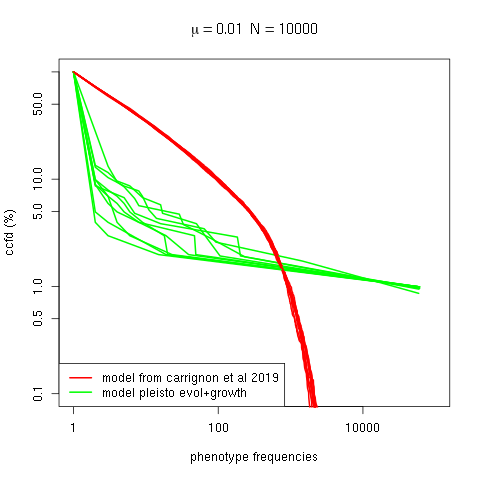 μ = 0.01 N = 10000
ccfd (%)
50.0
10.0
5.0
1.0
0.5
0.1
model from carrignon et al 2019
model pleisto evol+growth
1 100 10000
phenotype frequencies